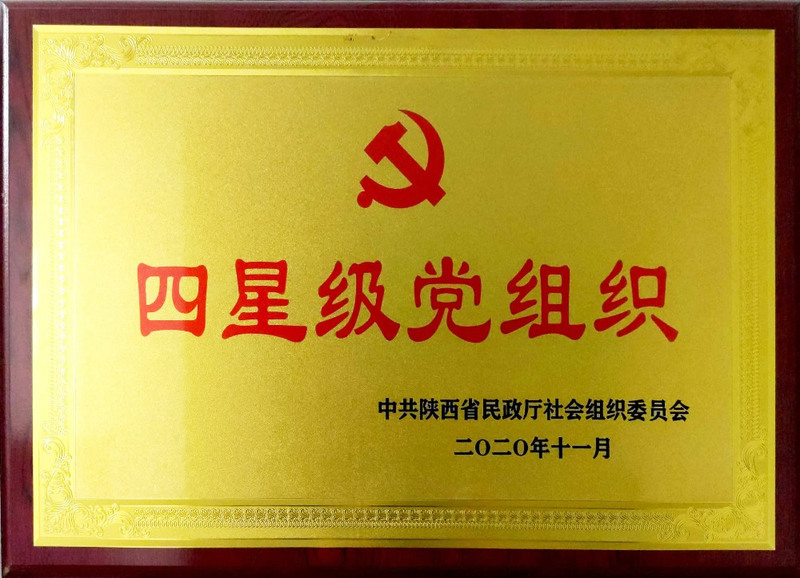 四星级党组织
中共陕西省民政厅社会组织委员会
二〇二〇年十一月